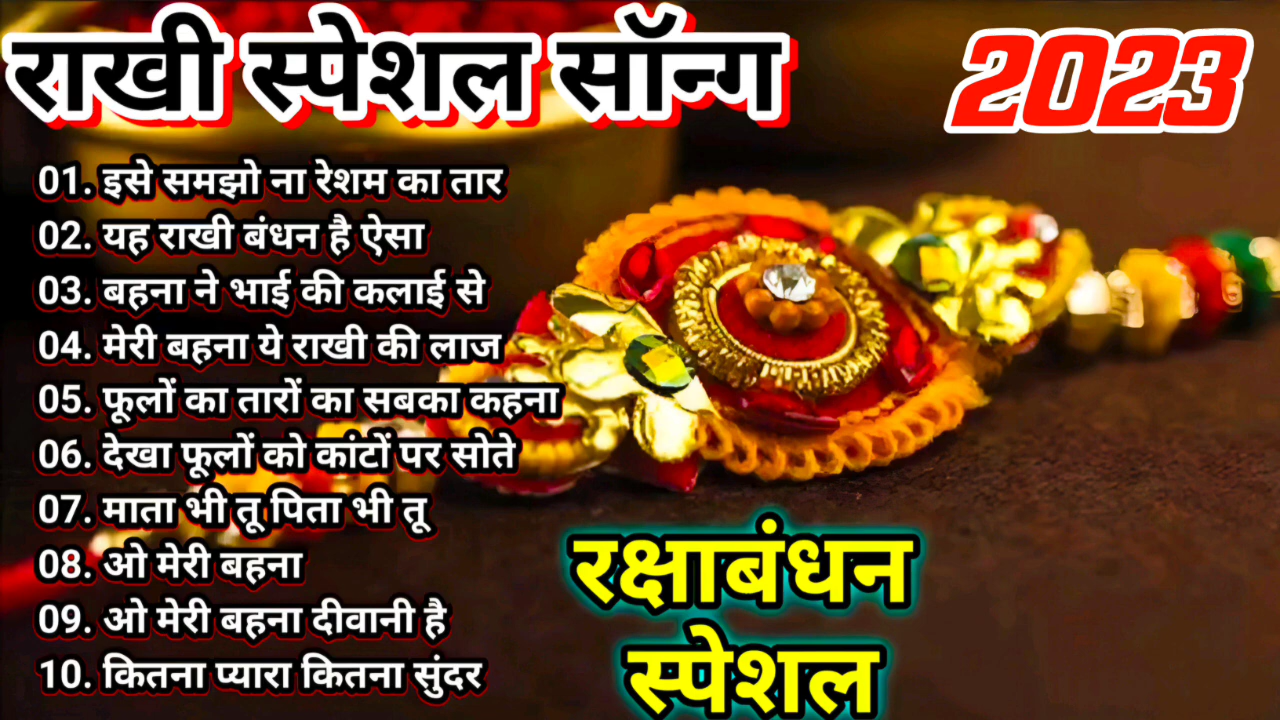 राखी स्पेशल सॉन्ग
2023
01. इसे समझो ना रेशम का तार
02. यह राखी बंधन है ऐसा
03. बहना ने भाई की कलाई से
04. मेरी बहना ये राखी की लाज
05. फूलों का तारों का सबका कहना
06. देखा फूलों को कांटों पर सोते
07. माता भी तू पिता भी तू
08. ओ मेरी बहना
09. ओ मेरी बहना दीवानी है
10. कितना प्यारा कितना सुंदर
रक्षाबंधन
स्पेशल